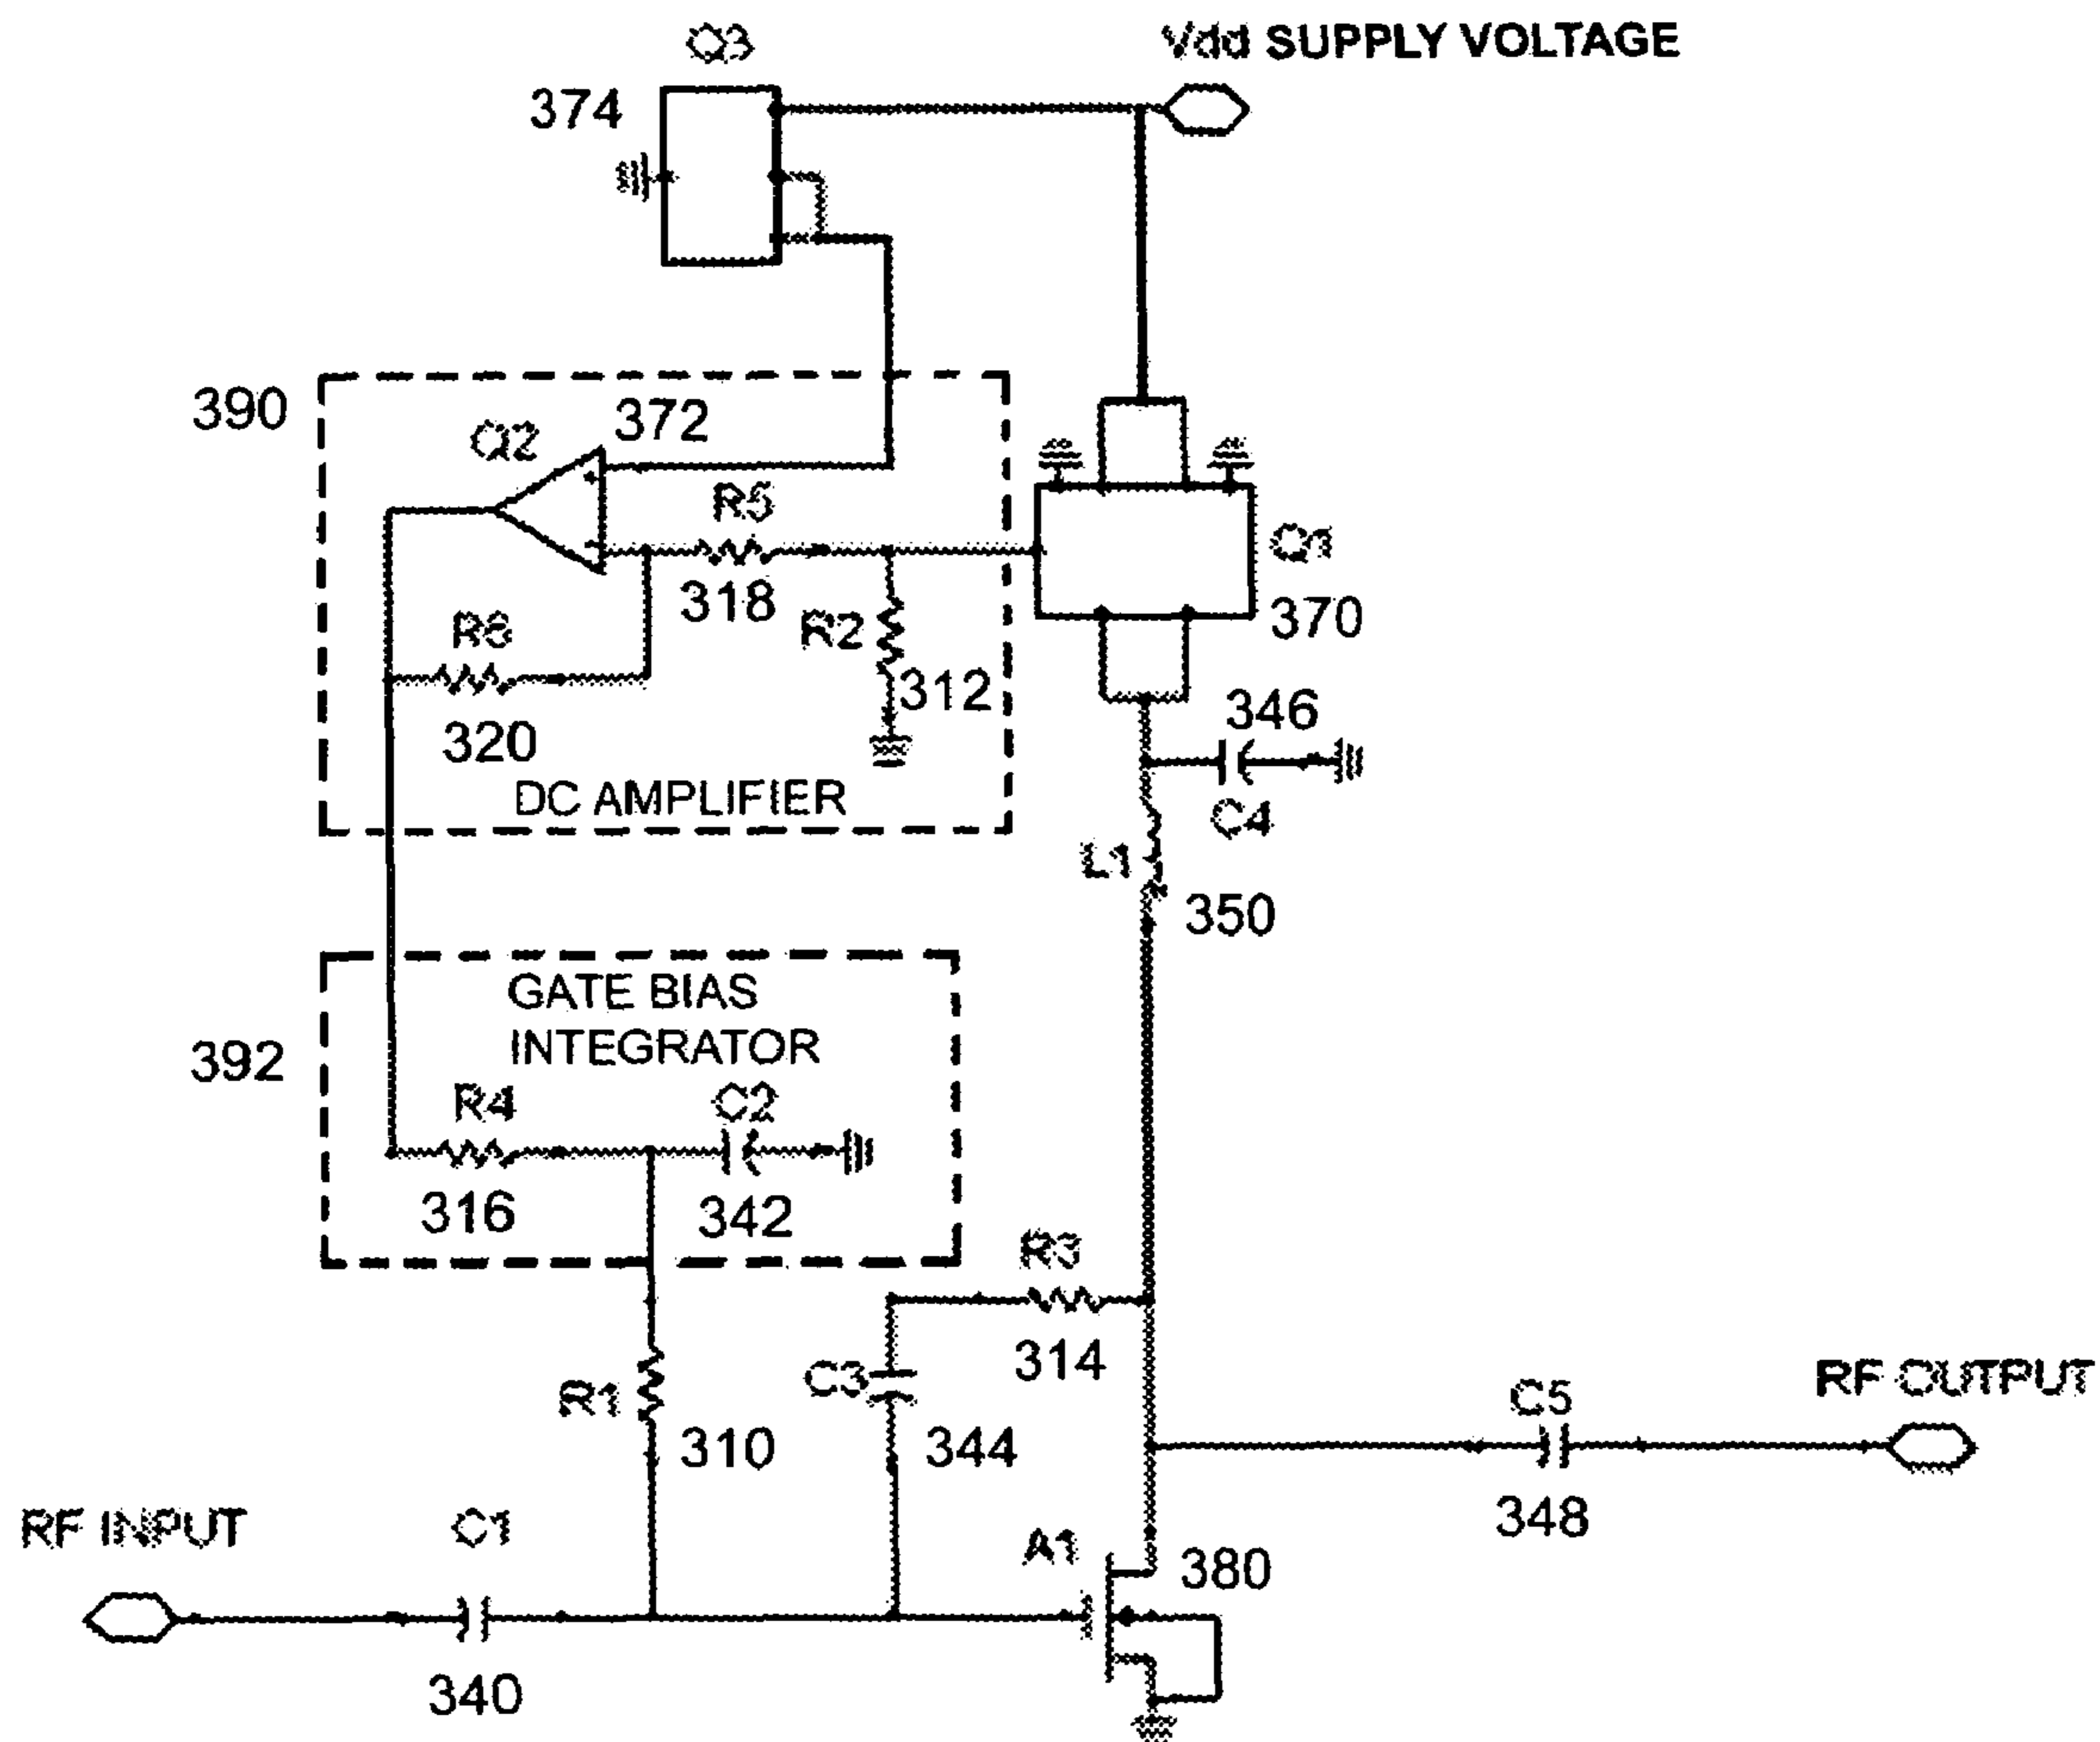 Q3
Vdd SUPPLY VOLTAGE
374
390
372
Q2
+
R5
-
Q1
318
R2
370
R6
312
346
320
DC AMPLIFIER
C4
L1
350
GATE BIAS
INTEGRATOR
392
R4
C2
316
342
R3
314
C3
R1
RF OUTPUT
C5
310
344
348
RF INPUT
C1
A1
380
340